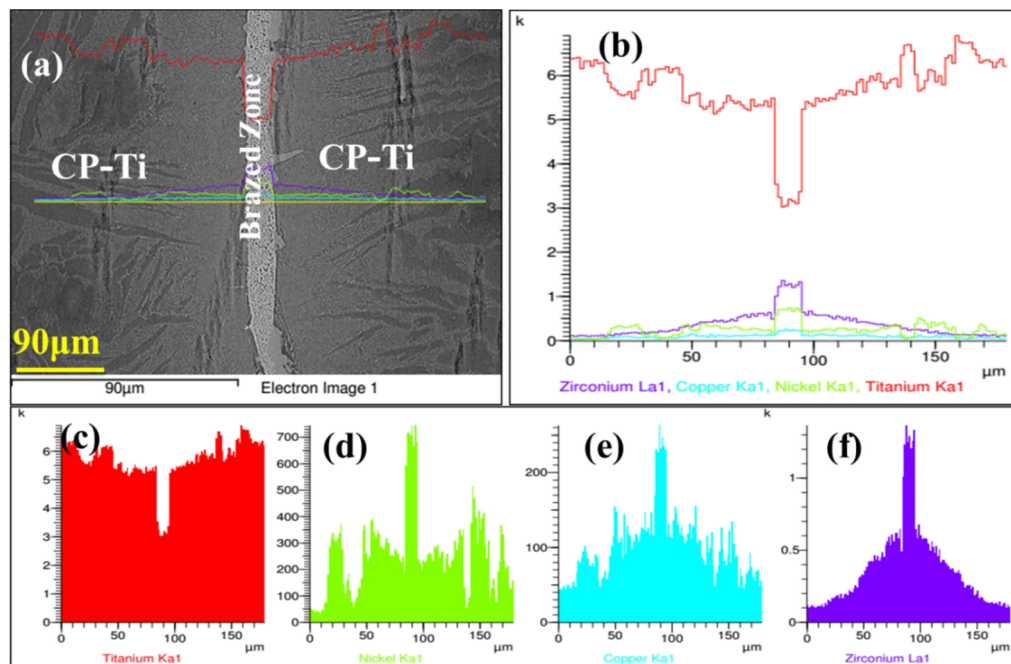 (a)
CP-Ti
Brazed Zone
CP-Ti
90µm
90µm
Electron Image 1
k
(b)
6
5
4
3
2
1
0
0
50
100
150
µm
Zirconium La1, Copper Ka1, Nickel Ka1, Titanium Ka1
k
(c)
6
5
4
3
2
1
0
0
50
100
150
µm
Titanium Ka1
(d)
700
600
500
400
300
200
100
0
0
50
100
150
µm
Nickel Ka1
(e)
200
100
0
0
50
100
150
µm
Copper Ka1
k
(f)
1
0.5
0
0
50
100
150
µm
Zirconium La1